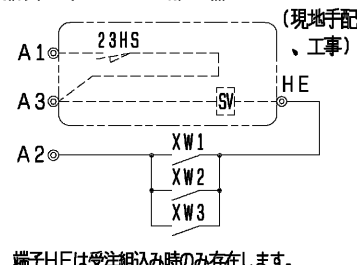 (現地手配
、工事)
A1 23HS
HE
A3 SV
A2 XW1
XW2
XW3
端子HEは受注組込み時のみ存在します。